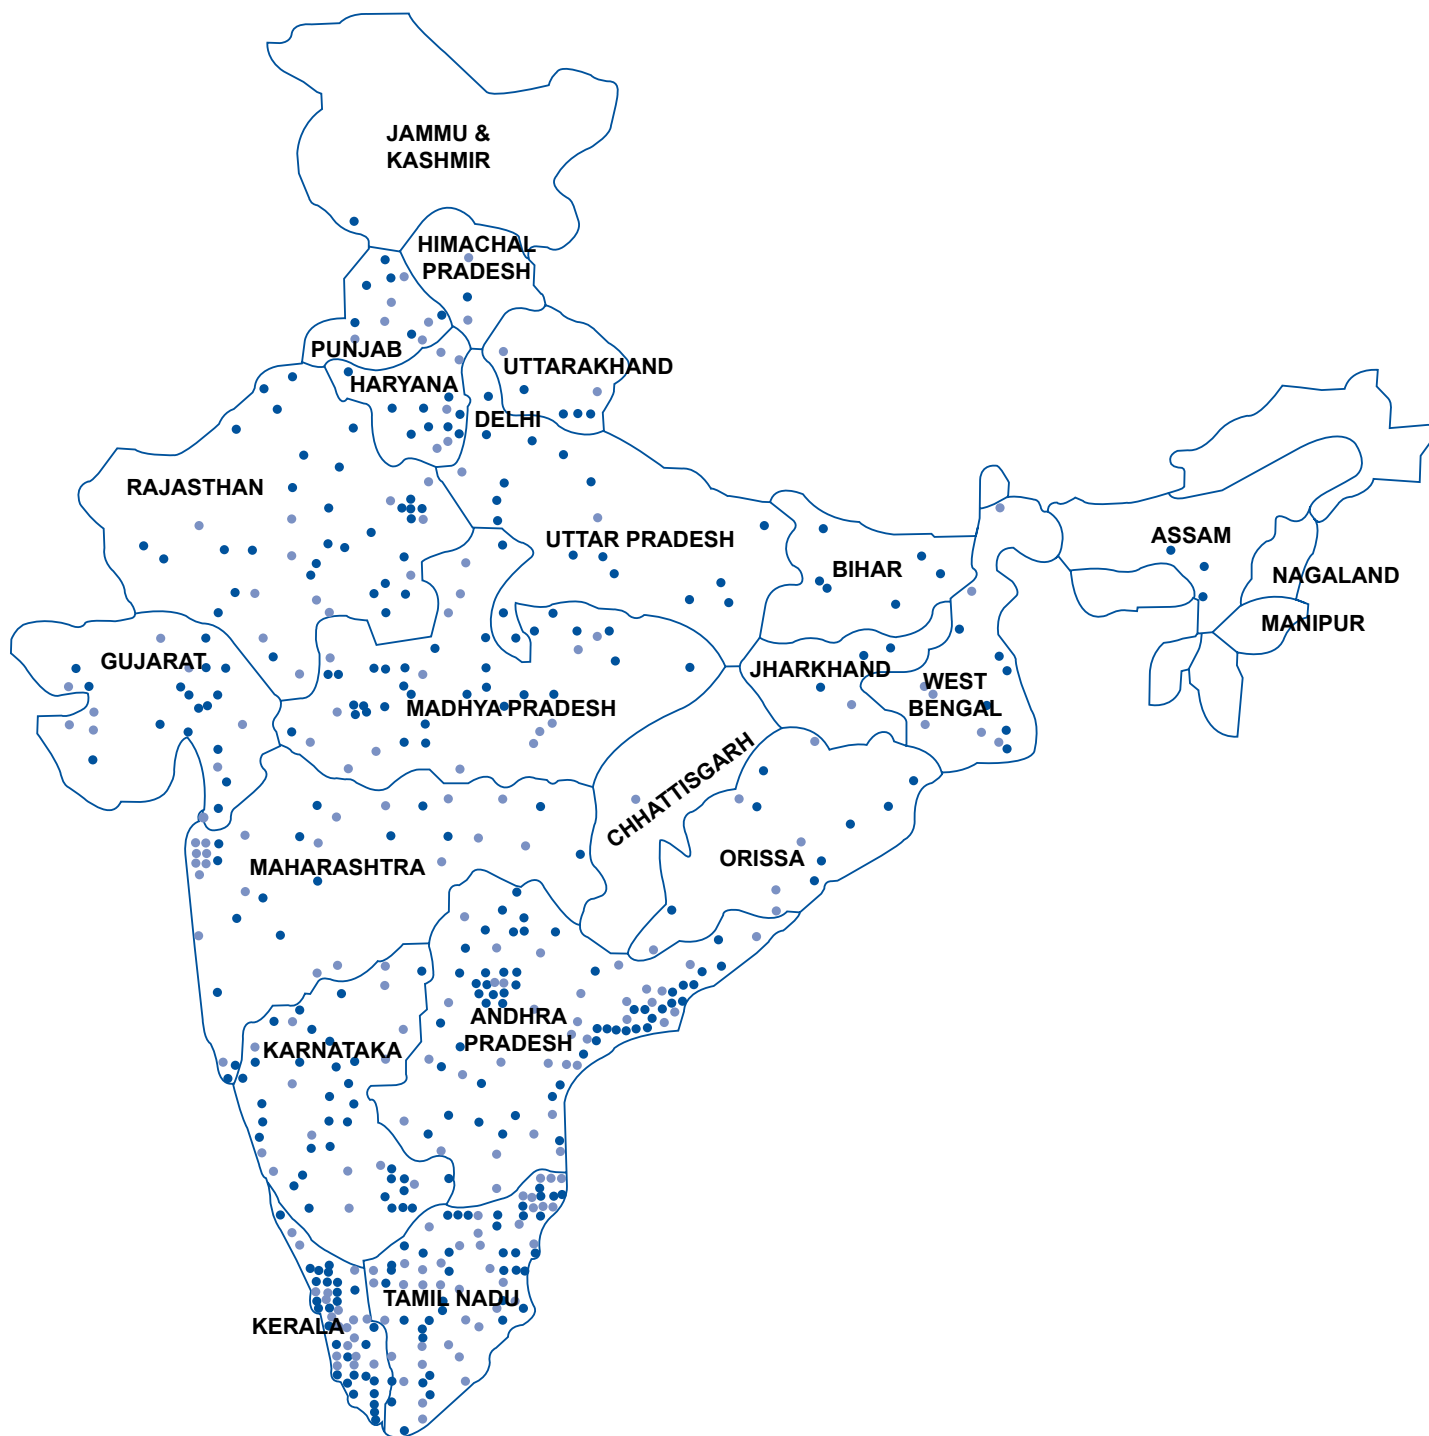 JAMMU &
KASHMIR
HIMACHAL
PRADESH
PUNJAB
UTTARAKHAND
HARYANA
DELHI
RAJASTHAN
UTTAR PRADESH
ASSAM
BIHAR
NAGALAND
MANIPUR
GUJARAT
JHARKHAND
WEST
BENGAL
MADHYA PRADESH
CHHATTISGARH
ORISSA
MAHARASHTRA
ANDHRA
PRADESH
KARNATAKA
TAMIL NADU
KERALA